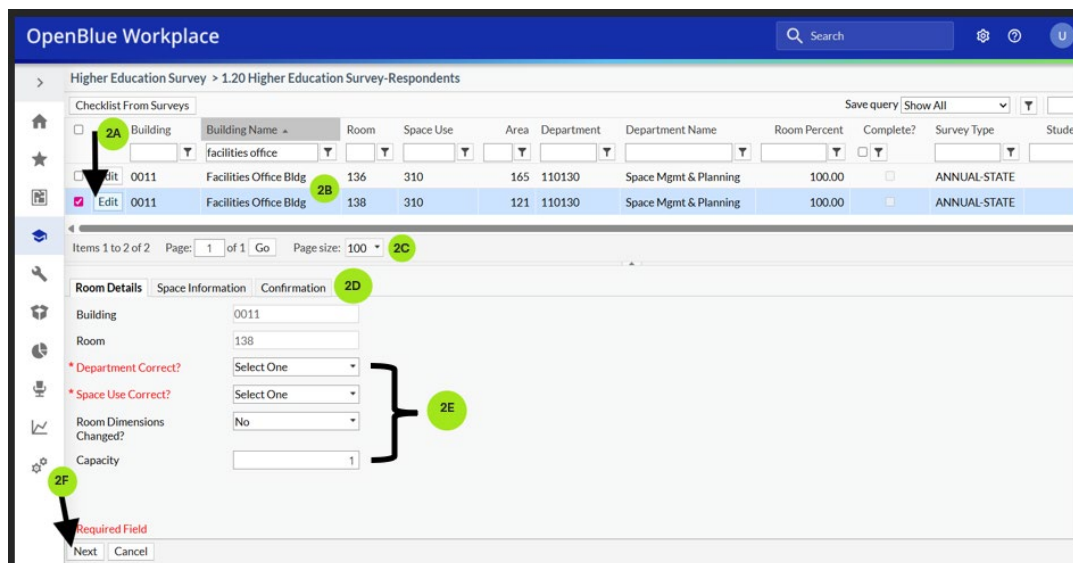 OpenBlue Workplace Search U
Higher Education Survey > 1.20 Higher Education Survey-Respondents
Checklist From Surveys Save query Show All
2A Building Building Name Room Space Use Area Department Department Name Room Percent Complete? Survey Type
facilities office
Edit 0011 Facilities Office Bldg 136 310 165 110130 Space Mgmt & Planning 100.00 ANNUAL-STATE
2B
Edit 0011 Facilities Office Bldg 138 310 121 110130 Space Mgmt & Planning 100.00 ANNUAL-STATE
Items 1 to 2 of 2 Page: 1 of 1 Go Page size: 100 2C
Room Details Space Information Confirmation 2D
Building 0011
Room 138
* Department Correct? Select One
* Space Use Correct? Select One
2E
Room Dimensions No
Changed?
Capacity 1
2F
Required Field
Next Cancel